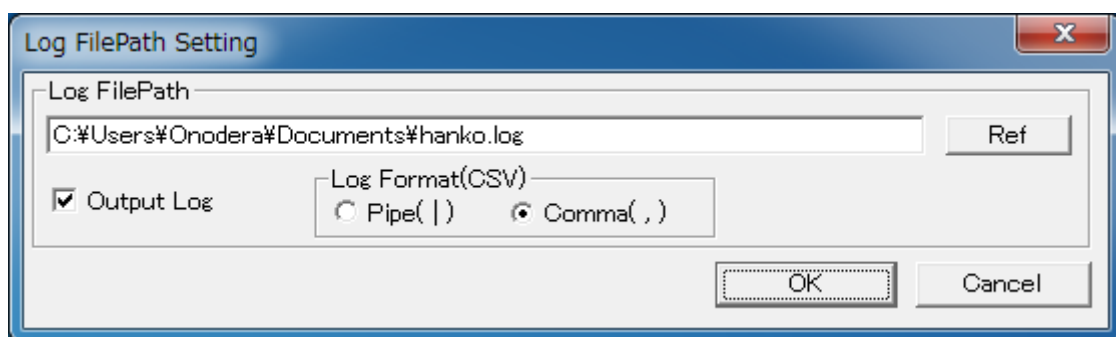 Log FilePath Setting
Log FilePath
C:¥Users¥Onodera¥Documents¥hanko.log
Ref
Output Log
Log Format(CSV)
Pipe( | )
Comma( , )
OK
Cancel